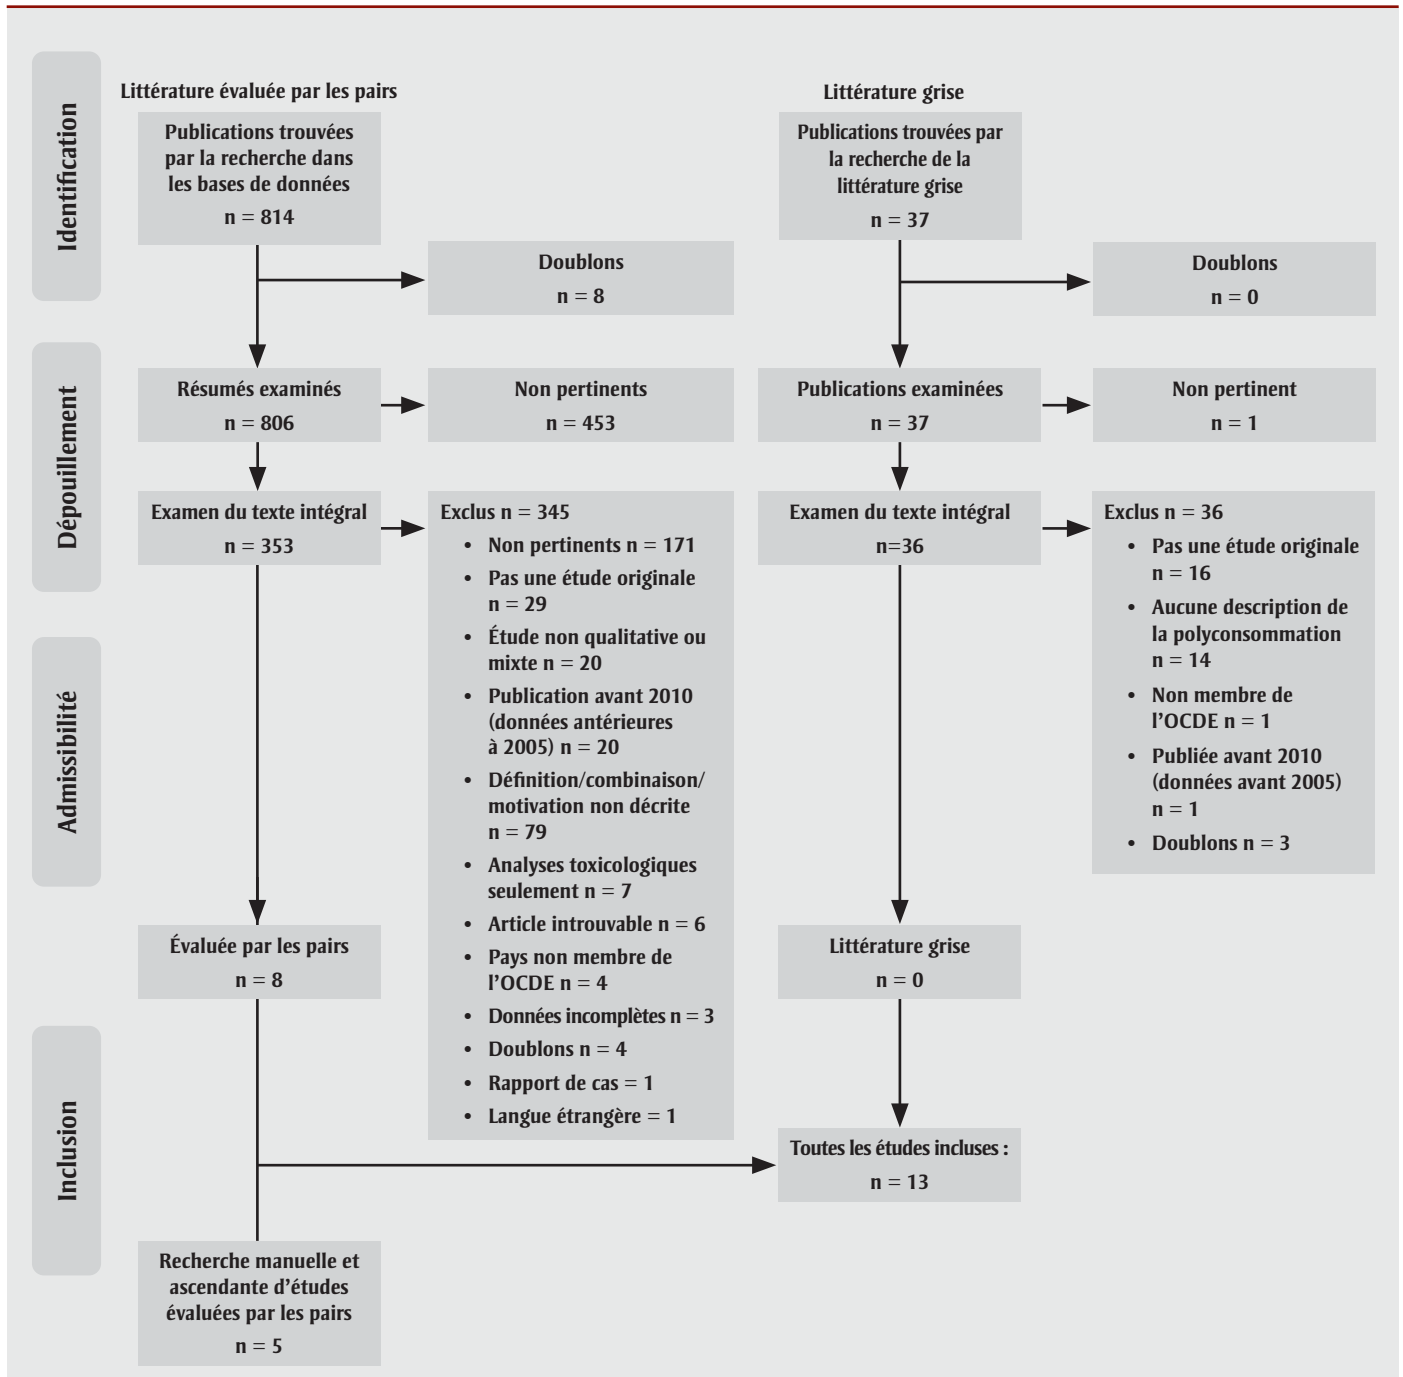 Identification
Littérature évaluée par les pairs
Publications trouvées
par la recherche dans
les bases de données
n = 814
Doublons
n = 8
Littérature grise
Publications trouvées par
la recherche de la
littérature grise
n = 37
Doublons
n = 0
Dépouillement
Résumés examinés
n = 806
Non pertinents
n = 453
Publications examinées
n = 37
Non pertinent
n = 1
Examen du texte intégral
n = 353
Exclus n = 345
• Non pertinents n = 171
• Pas une étude originale
n = 29
• Étude non qualitative ou
mixte n = 20
• Publication avant 2010
(données antérieures
à 2005) n = 20
• Définition/combinaison/
motivation non décrite
n = 79
• Analyses toxicologiques
seulement n = 7
• Article introuvable n = 6
• Pays non membre de
l’OCDE n = 4
• Données incomplètes n = 3
• Doublons n = 4
• Rapport de cas = 1
• Langue étrangère = 1
Examen du texte intégral
n=36
Exclus n = 36
• Pas une étude originale
n = 16
• Aucune description de
la polyconsommation
n = 14
• Non membre de
l’OCDE n = 1
• Publiée avant 2010
(données avant 2005)
n = 1
• Doublons n = 3
Admissibilité
Évaluée par les pairs
n = 8
Littérature grise
n = 0
Inclusion
Toutes les études incluses :
n = 13
Recherche manuelle et
ascendante d’études
évaluées par les pairs
n = 5